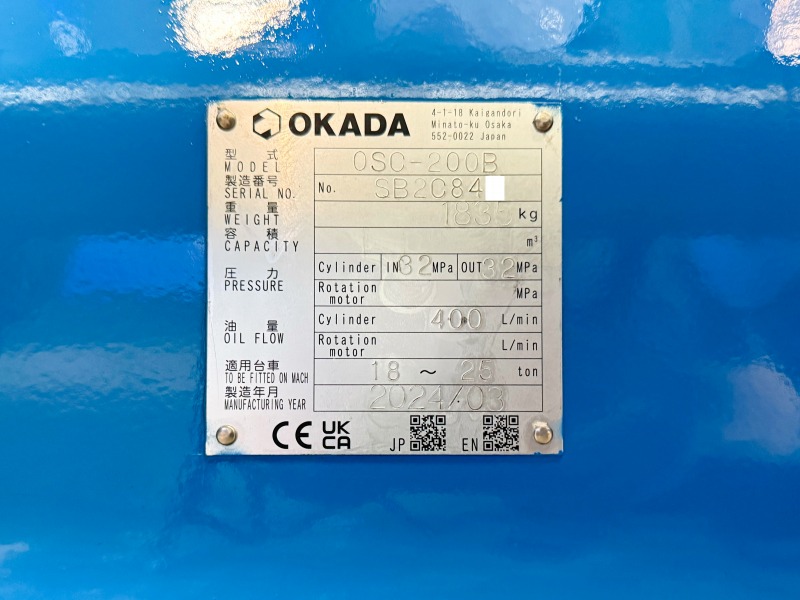 OKADA
4-1-18 Kaigandori
Minato-ku Osaka
552-0022 Japan
型式 OSC-200B
MODEL
製造番号 No. SB2084
SERIAL NO.
重量 1835 kg
WEIGHT
容積 m³
CAPACITY
圧力 Cylinder IN 32 MPa OUT 32 MPa
PRESSURE Rotation motor MPa
油量 Cylinder 400 L/min
OIL FLOW Rotation motor L/min
適用台車 18 ~ 25 ton
TO BE FITTED ON MACH
製造年月 2024/03
MANUFACTURING YEAR
CE UK CA JP EN